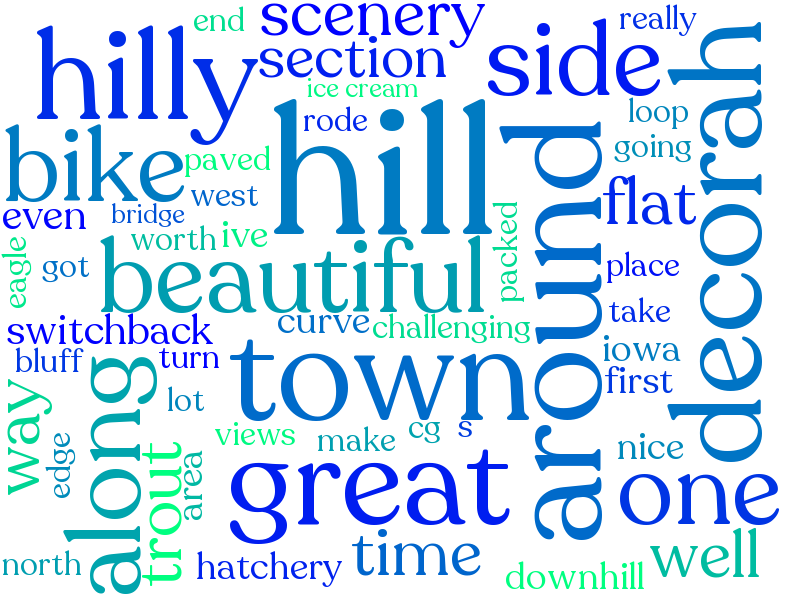 end
scenery
really
hilly
section
side
decorah
ice cream
loop
rode
hill
around
going
bike
paved
west
flat
even
bridge
worth
ive
packed
eagle
got
beautiful
place
take
switchback
curve
challenging
bluff
turn
town
iowa
first
along
way
lot
edge
trout
area
views
make
cg
s
nice
great
one
north
hatchery
time
well
downhill